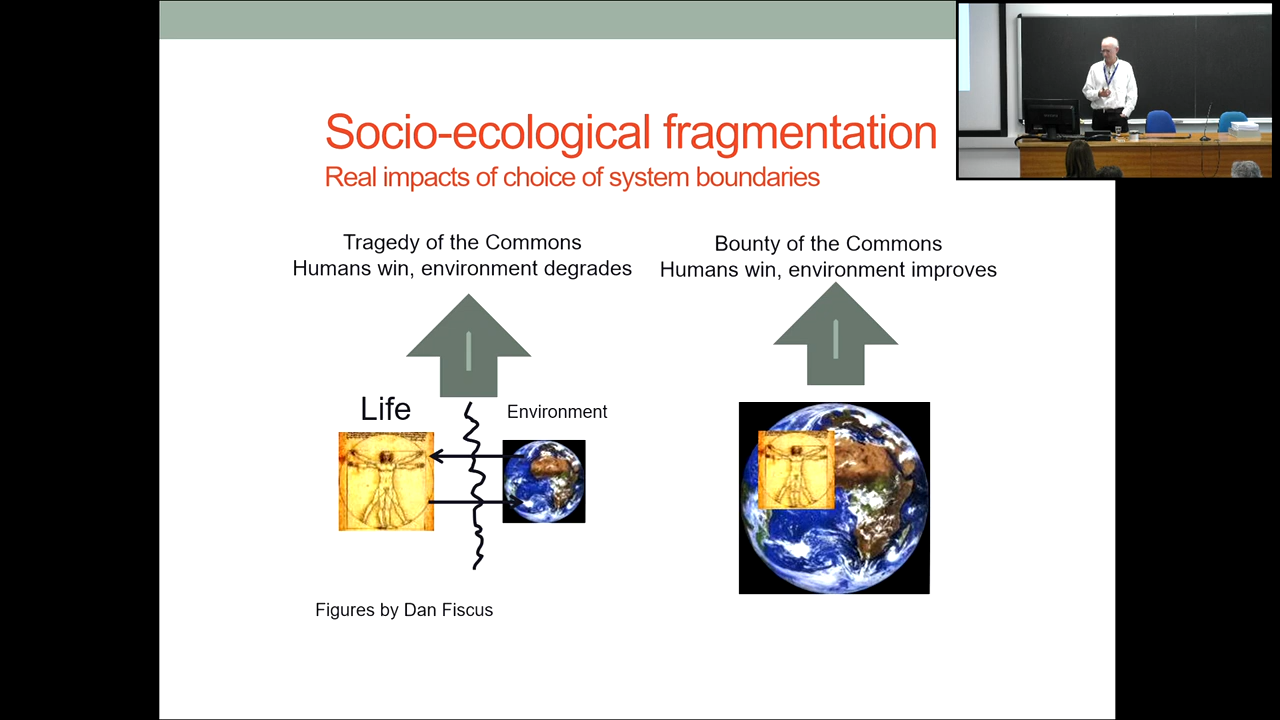 Socio-ecological fragmentation
Real impacts of choice of system boundaries
Tragedy of the Commons
Humans win, environment degrades
Bounty of the Commons
Humans win, environment improves
Life
Environment
Figures by Dan Fiscus